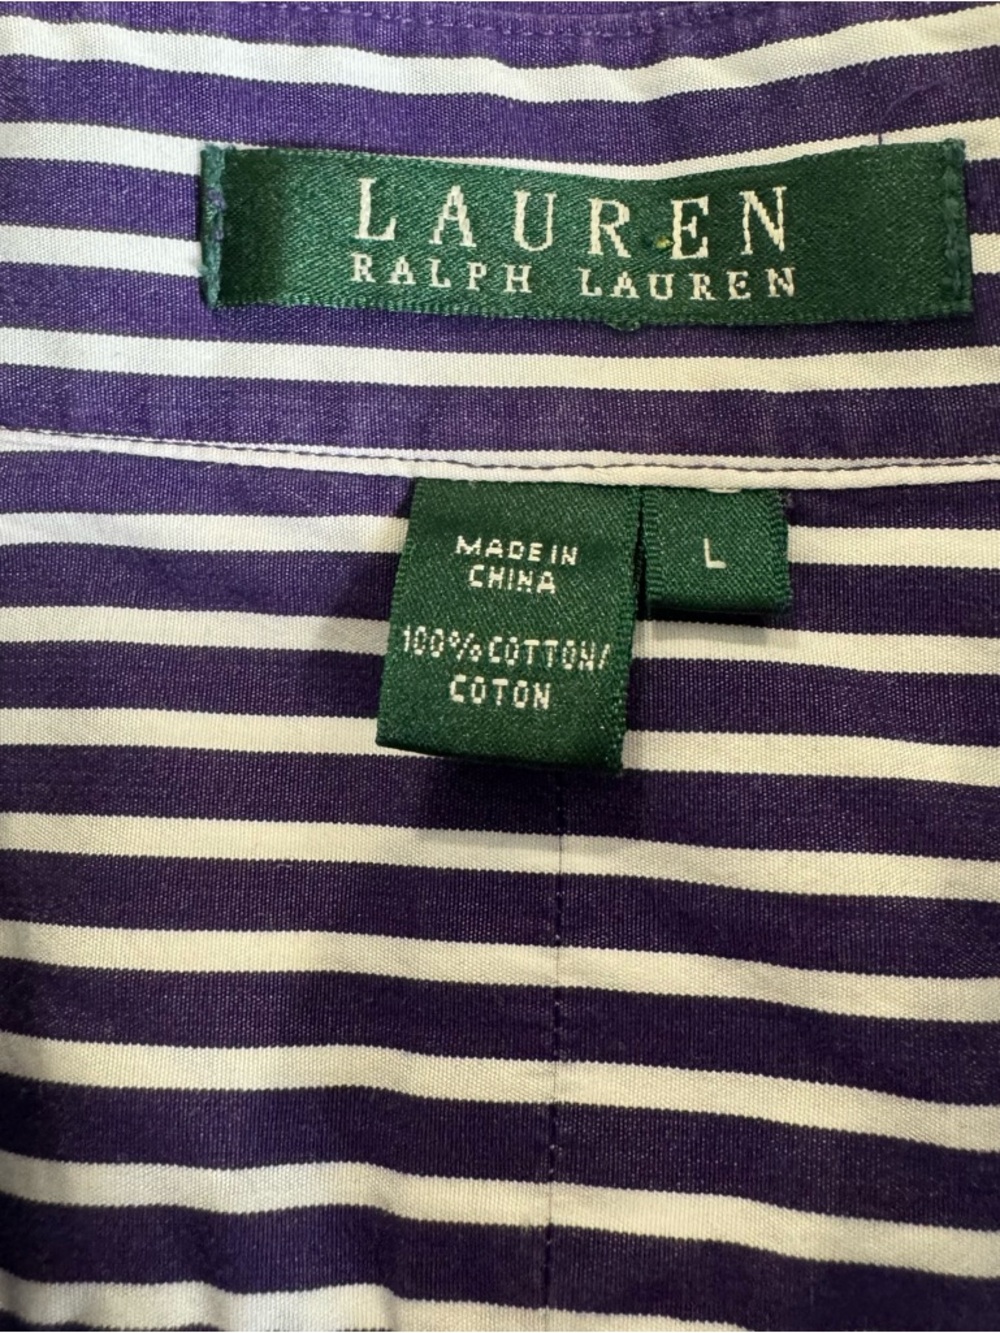 LAUREN
RALPH LAUREN
MADE IN
CHINA
100% COTTON/
COTON
L